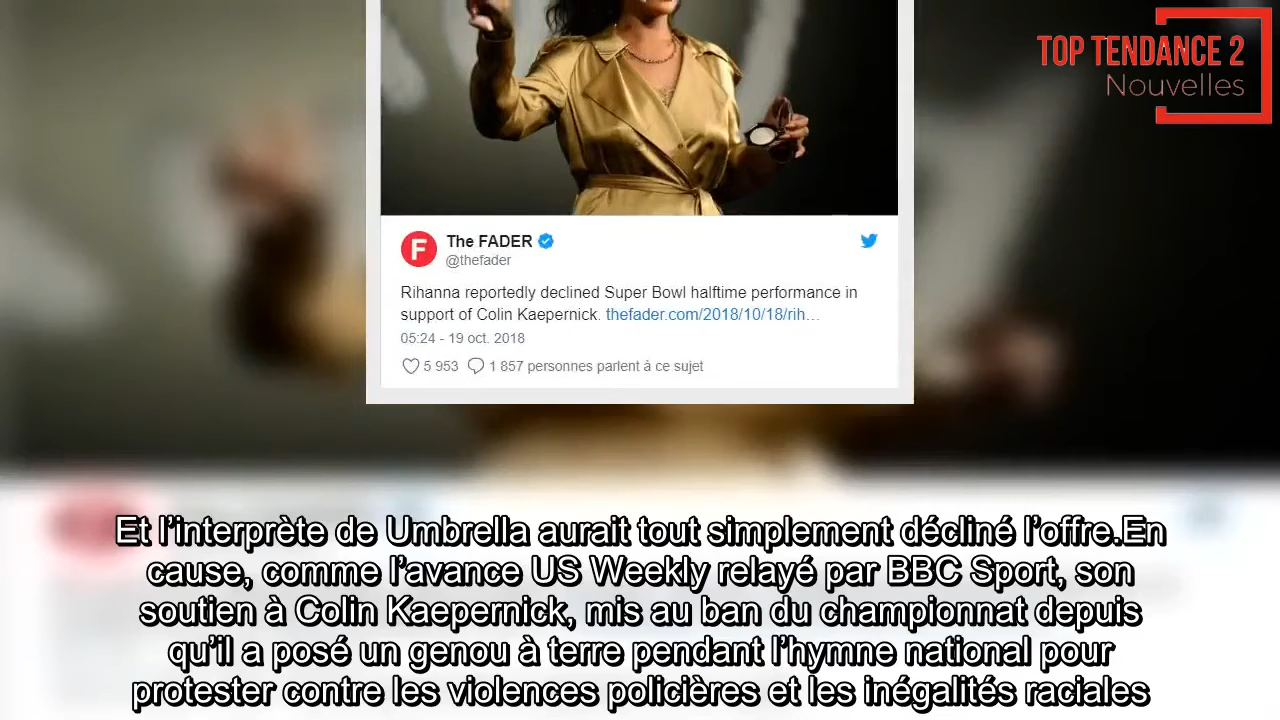 TOP TENDANCE 2
Nouvelles
F
The FADER
@thefader
Rihanna reportedly declined Super Bowl halftime performance in
support of Colin Kaepernick. thefader.com/2018/10/18/rih…
05:24 - 19 oct. 2018
5 953 1 857 personnes parlent à ce sujet
Et l’interprète de Umbrella aurait tout simplement décliné l’offre.En
cause, comme l’avance US Weekly relayé par BBC Sport, son
soutien à Colin Kaepernick, mis au ban du championnat depuis
qu’il a posé un genou à terre pendant l’hymne national pour
protester contre les violences policières et les inégalités raciales